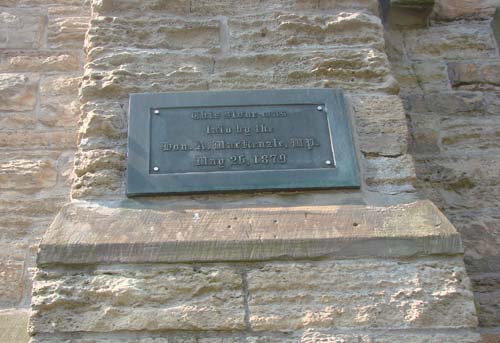 This Stone was
laid by the
Hon. A. MacKenzie, M.P.
May 26, 1879